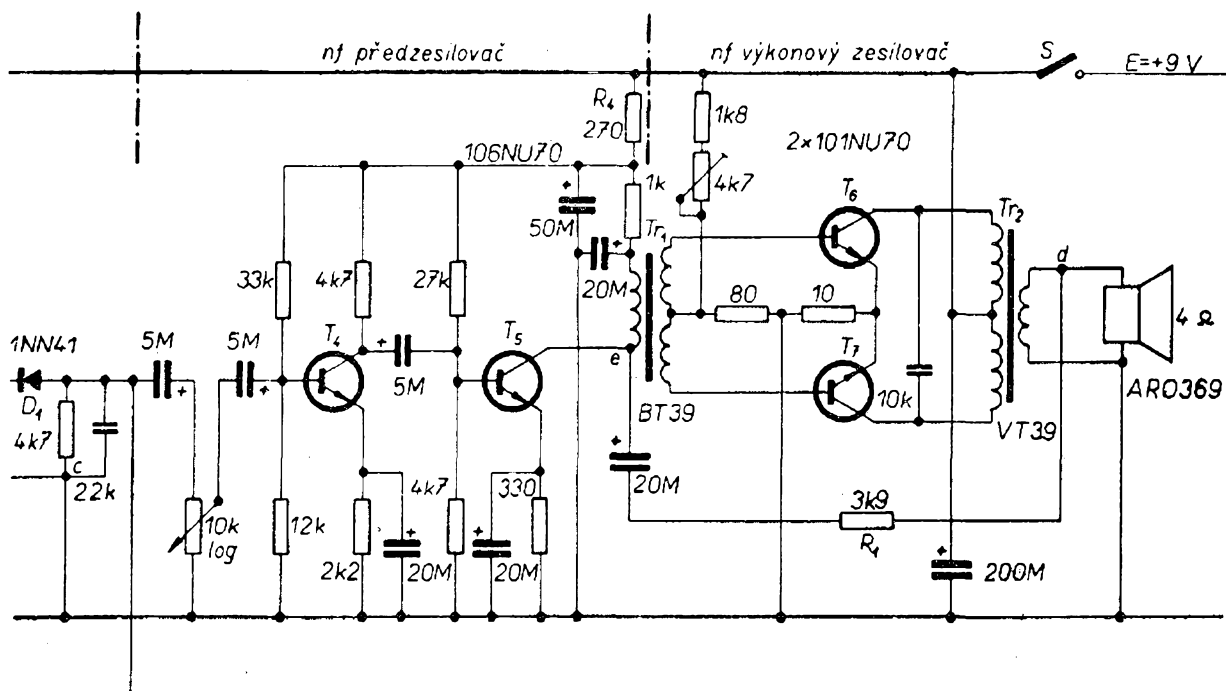 nf předzesilovač
nf výkonový zesilovač
S
E=+9 V
R4
270
1k8
2×101NU70
106NU70
1k
4k7
50M
T6
Tr1
Tr2
33k
4k7
27k
20M
d
80
10
4 Ω
1NN41
5M
5M
T4
5M
T5
e
T7
D1
4k7
BT39
10k
VT39
ARO369
c
22k
4k7
330
20M
10k
log
12k
3k9
R1
2k2
20M
20M
200M